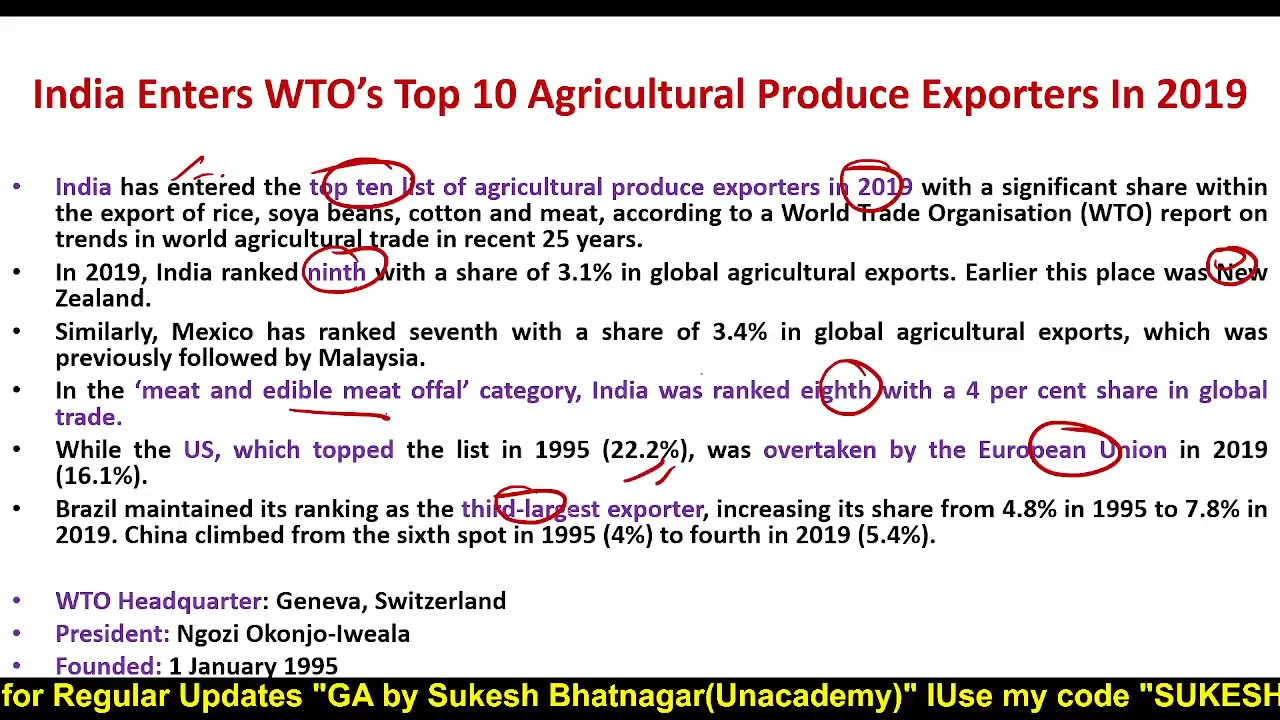 India Enters WTO's Top 10 Agricultural Produce Exporters In 2019
• India has entered the top ten list of agricultural produce exporters in 2019 with a significant share within
the export of rice, soya beans, cotton and meat, according to a World Trade Organisation (WTO) report on
trends in world agricultural trade in recent 25 years.
• In 2019, India ranked ninth with a share of 3.1% in global agricultural exports. Earlier this place was New
Zealand.
• Similarly, Mexico has ranked seventh with a share of 3.4% in global agricultural exports, which was
previously followed by Malaysia.
• In the 'meat and edible meat offal' category, India was ranked eighth with a 4 per cent share in global
trade.
• While the US, which topped the list in 1995 (22.2%), was overtaken by the European Union in 2019
(16.1%).
• Brazil maintained its ranking as the third-largest exporter, increasing its share from 4.8% in 1995 to 7.8% in
2019. China climbed from the sixth spot in 1995 (4%) to fourth in 2019 (5.4%).
• WTO Headquarter: Geneva, Switzerland
• President: Ngozi Okonjo-Iweala
• Founded: 1 January 1995
for Regular Updates "GA by Sukesh Bhatnagar(Unacademy)" IUse my code "SUKESH